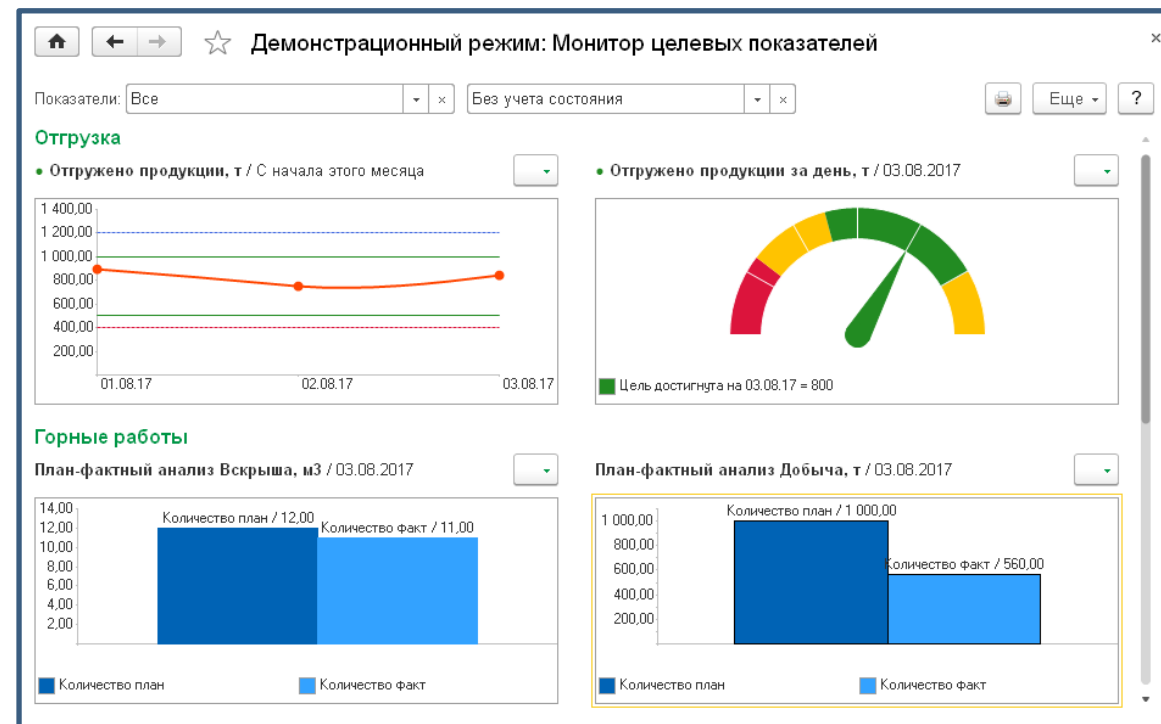 Демонстрационный режим: Монитор целевых показателей
Показатели: Все
Без учета состояния
Еще
?
Отгрузка
• Отгружено продукции, т / С начала этого месяца
1 400,00
1 200,00
1 000,00
800,00
600,00
400,00
200,00
01.08.17 02.08.17 03.08.17
• Отгружено продукции за день, т / 03.08.2017
Цель достигнута на 03.08.17 = 800
Горные работы
План-фактный анализ Вскрыша, м3 / 03.08.2017
14,00
12,00
10,00
8,00
6,00
4,00
2,00
Количество план / 12,00
Количество факт / 11,00
Количество план Количество факт
План-фактный анализ Добыча, т / 03.08.2017
1 000,00
800,00
600,00
400,00
200,00
Количество план / 1 000,00
Количество факт / 560,00
Количество план Количество факт